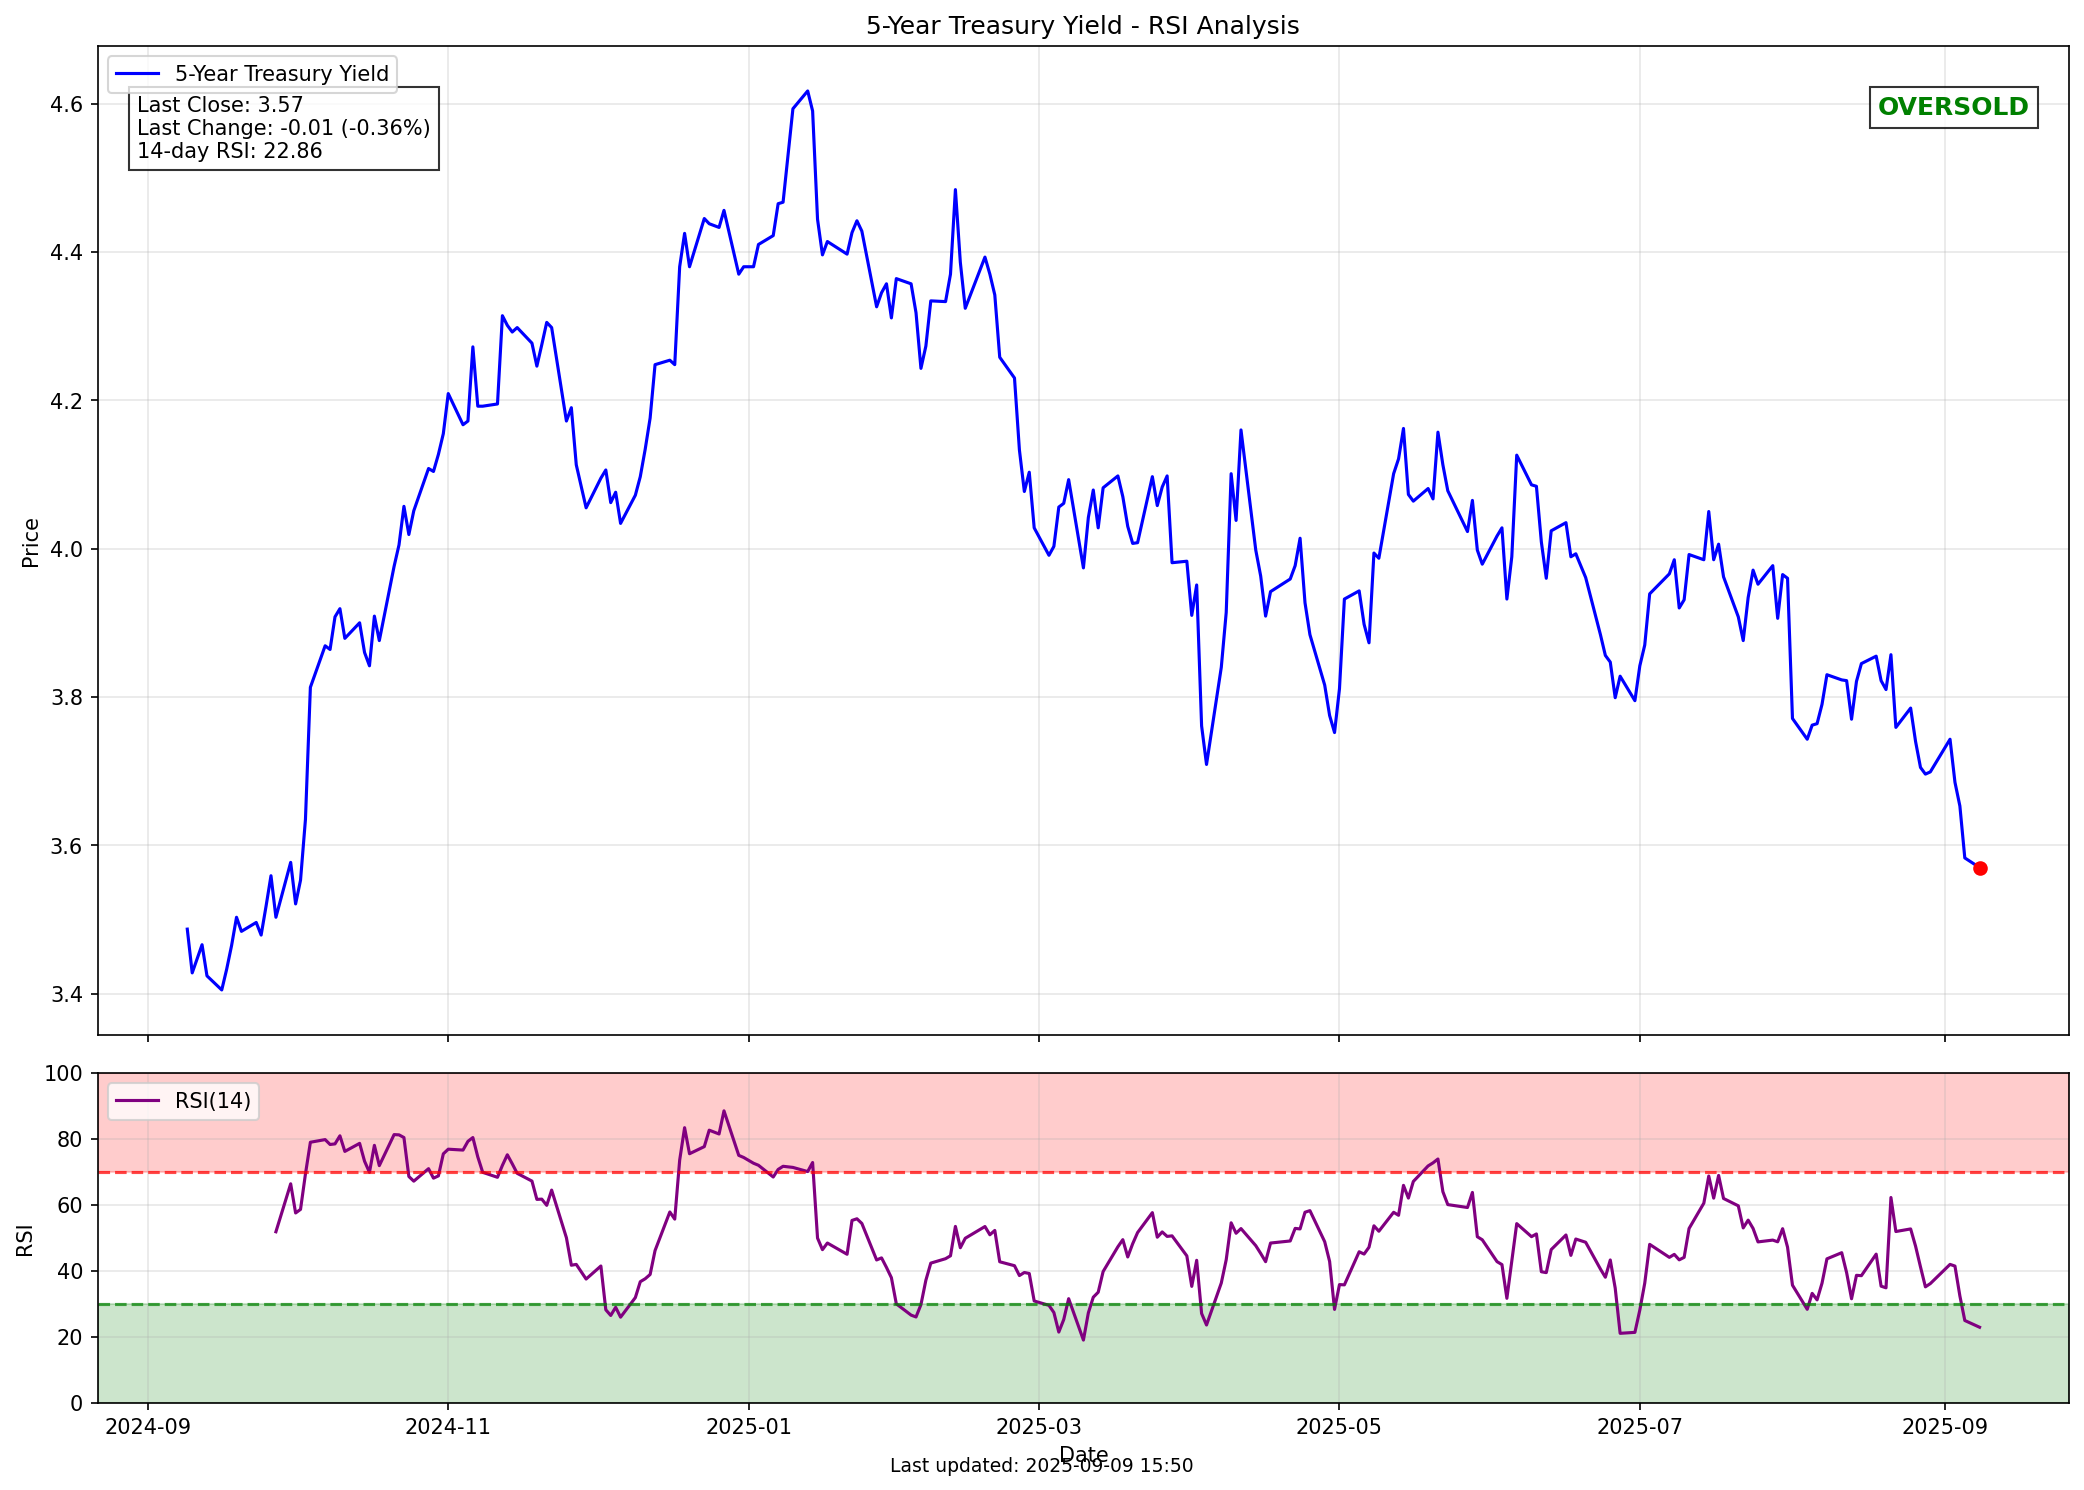 5-Year Treasury Yield - RSI Analysis
5-Year Treasury Yield
Last Close: 3.57
Last Change: -0.01 (-0.36%)
14-day RSI: 22.86
OVERSOLD
Price
4.6
4.4
4.2
4.0
3.8
3.6
3.4
RSI(14)
RSI
100
80
60
40
20
0
2024-09 2024-11 2025-01 2025-03 2025-05 2025-07 2025-09
Date
Last updated: 2025-09-09 15:50